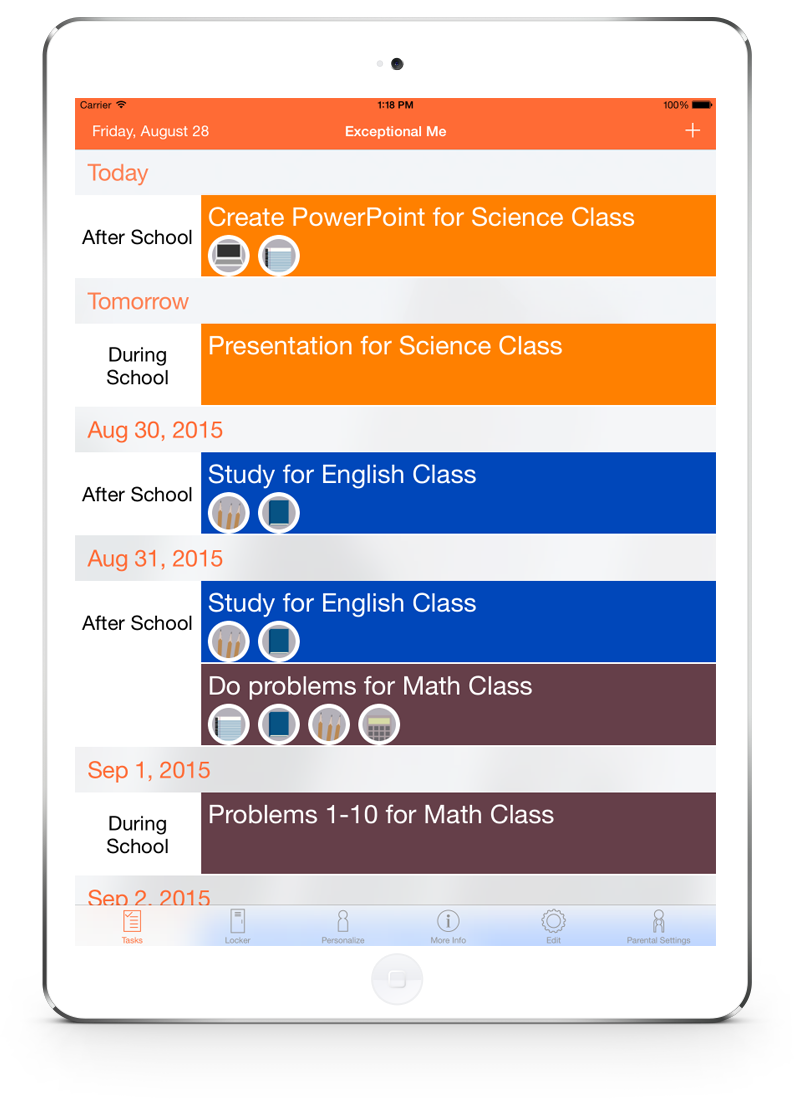 Carrier 1:18 PM 100%
Friday, August 28 Exceptional Me +
Today
After School
Create PowerPoint for Science Class
Tomorrow
During
School
Presentation for Science Class
Aug 30, 2015
After School
Study for English Class
Aug 31, 2015
After School
Study for English Class
Do problems for Math Class
Sep 1, 2015
During
School
Problems 1-10 for Math Class
Sep 2, 2015
Tasks Locker Personalize More Info Edit Parental Settings